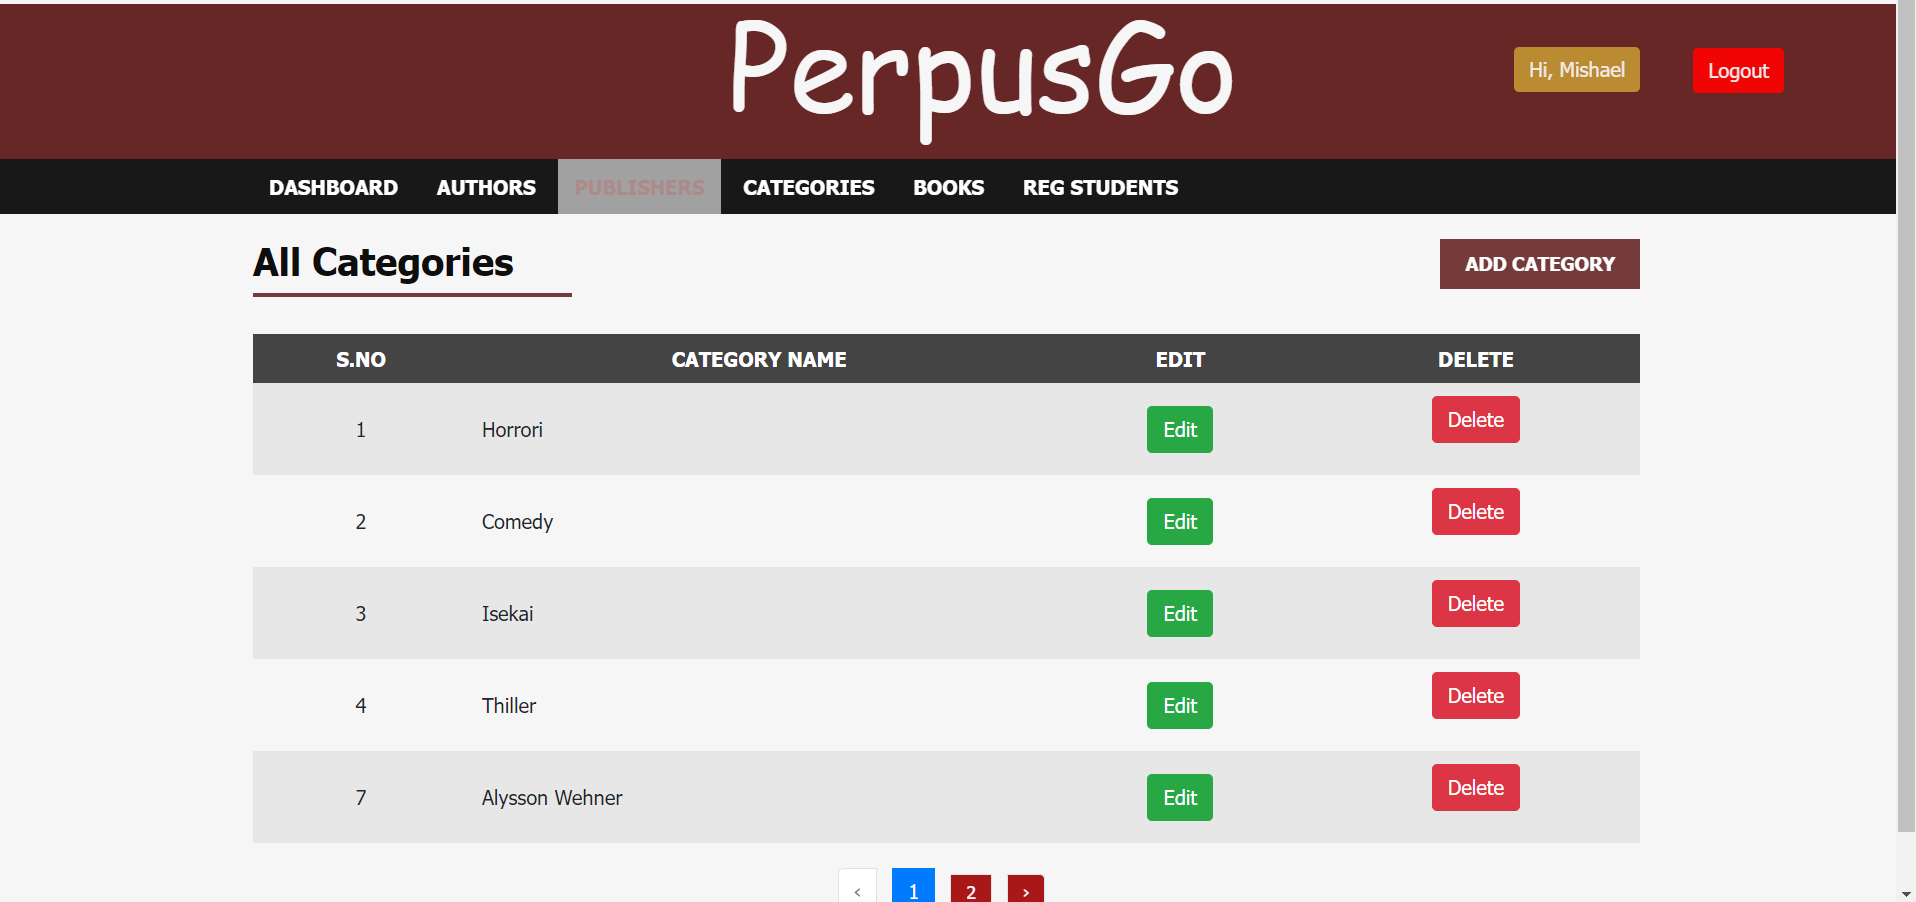 PerpusGo
Hi, Mishael
Logout
DASHBOARD AUTHORS PUBLISHERS CATEGORIES BOOKS REG STUDENTS
All Categories
ADD CATEGORY
S.NO CATEGORY NAME EDIT DELETE
1 Horrori Edit Delete
2 Comedy Edit Delete
3 Isekai Edit Delete
4 Thiller Edit Delete
7 Alysson Wehner Edit Delete
‹ 1 2 ›